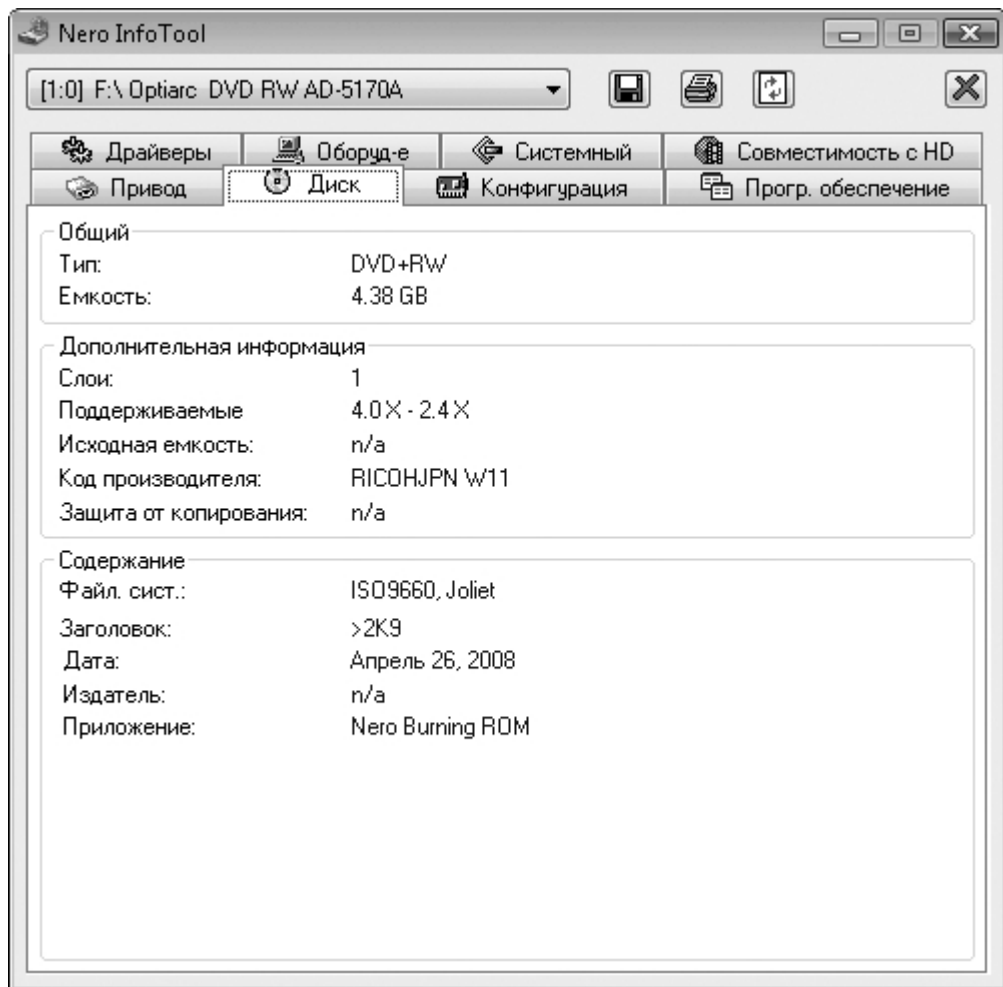 Nero InfoTool
[1:0] F:\ Optiarc DVD RW AD-5170A
Драйверы Оборуд-е Системный Совместимость с HD
Привод Диск Конфигурация Прогр. обеспечение
Общий
Тип: DVD+RW
Емкость: 4.38 GB
Дополнительная информация
Слои: 1
Поддерживаемые 4.0 X - 2.4 X
Исходная емкость: n/a
Код производителя: RICOHJPN W11
Защита от копирования: n/a
Содержание
Файл. сист.: ISO9660, Joliet
Заголовок: >2K9
Дата: Апрель 26, 2008
Издатель: n/a
Приложение: Nero Burning ROM